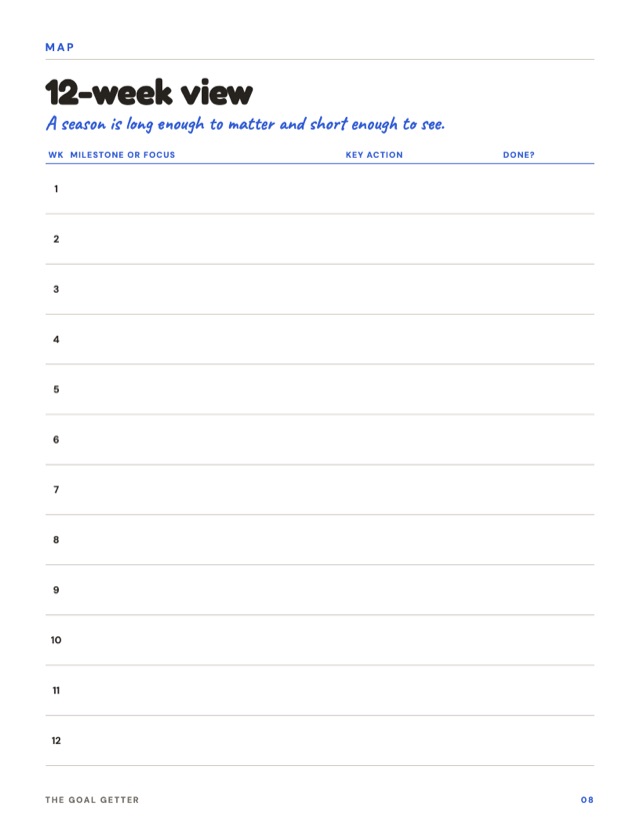 MAP
12-week view
A season is long enough to matter and short enough to see.
WK MILESTONE OR FOCUS KEY ACTION DONE?
1
2
3
4
5
6
7
8
9
10
11
12
THE GOAL GETTER 08